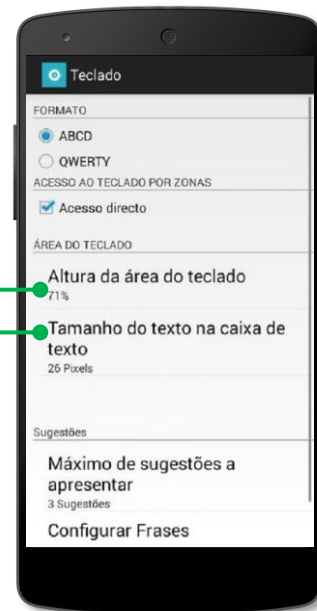 Teclado
FORMATO
ABCD
QWERTY
ACESSO AO TECLADO POR ZONAS
Acesso directo
ÁREA DO TECLADO
Altura da área do teclado
71%
Tamanho do texto na caixa de
texto
26 Pixels
Sugestões
Máximo de sugestões a
apresentar
3 Sugestões
Configurar Frases